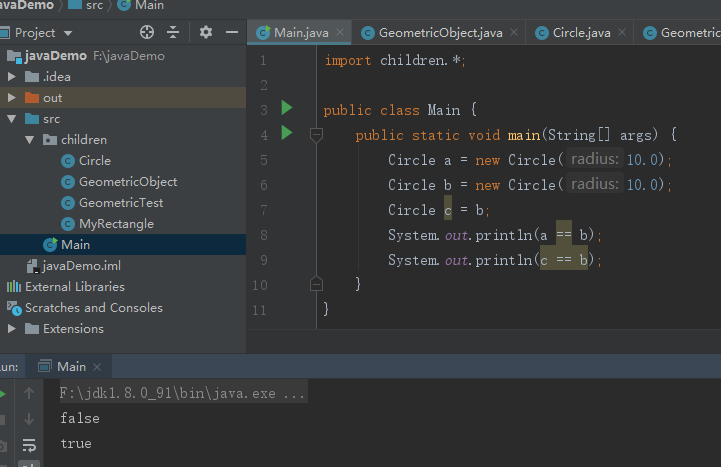 javaDemo src Main
Project
Main.java GeometricObject.java Circle.java Geometric
javaDemo F:\javaDemo
.idea
out
src
children
Circle
GeometricObject
GeometricTest
MyRectangle
Main
javaDemo.iml
External Libraries
Scratches and Consoles
Extensions
1 import children.*;
2
3 public class Main {
4 public static void main(String[] args) {
5 Circle a = new Circle( radius: 10.0);
6 Circle b = new Circle( radius: 10.0);
7 Circle c = b;
8 System.out.println(a == b);
9 System.out.println(c == b);
10 }
11 }
un: Main
F:\jdk1.8.0_91\bin\java.exe ...
false
true